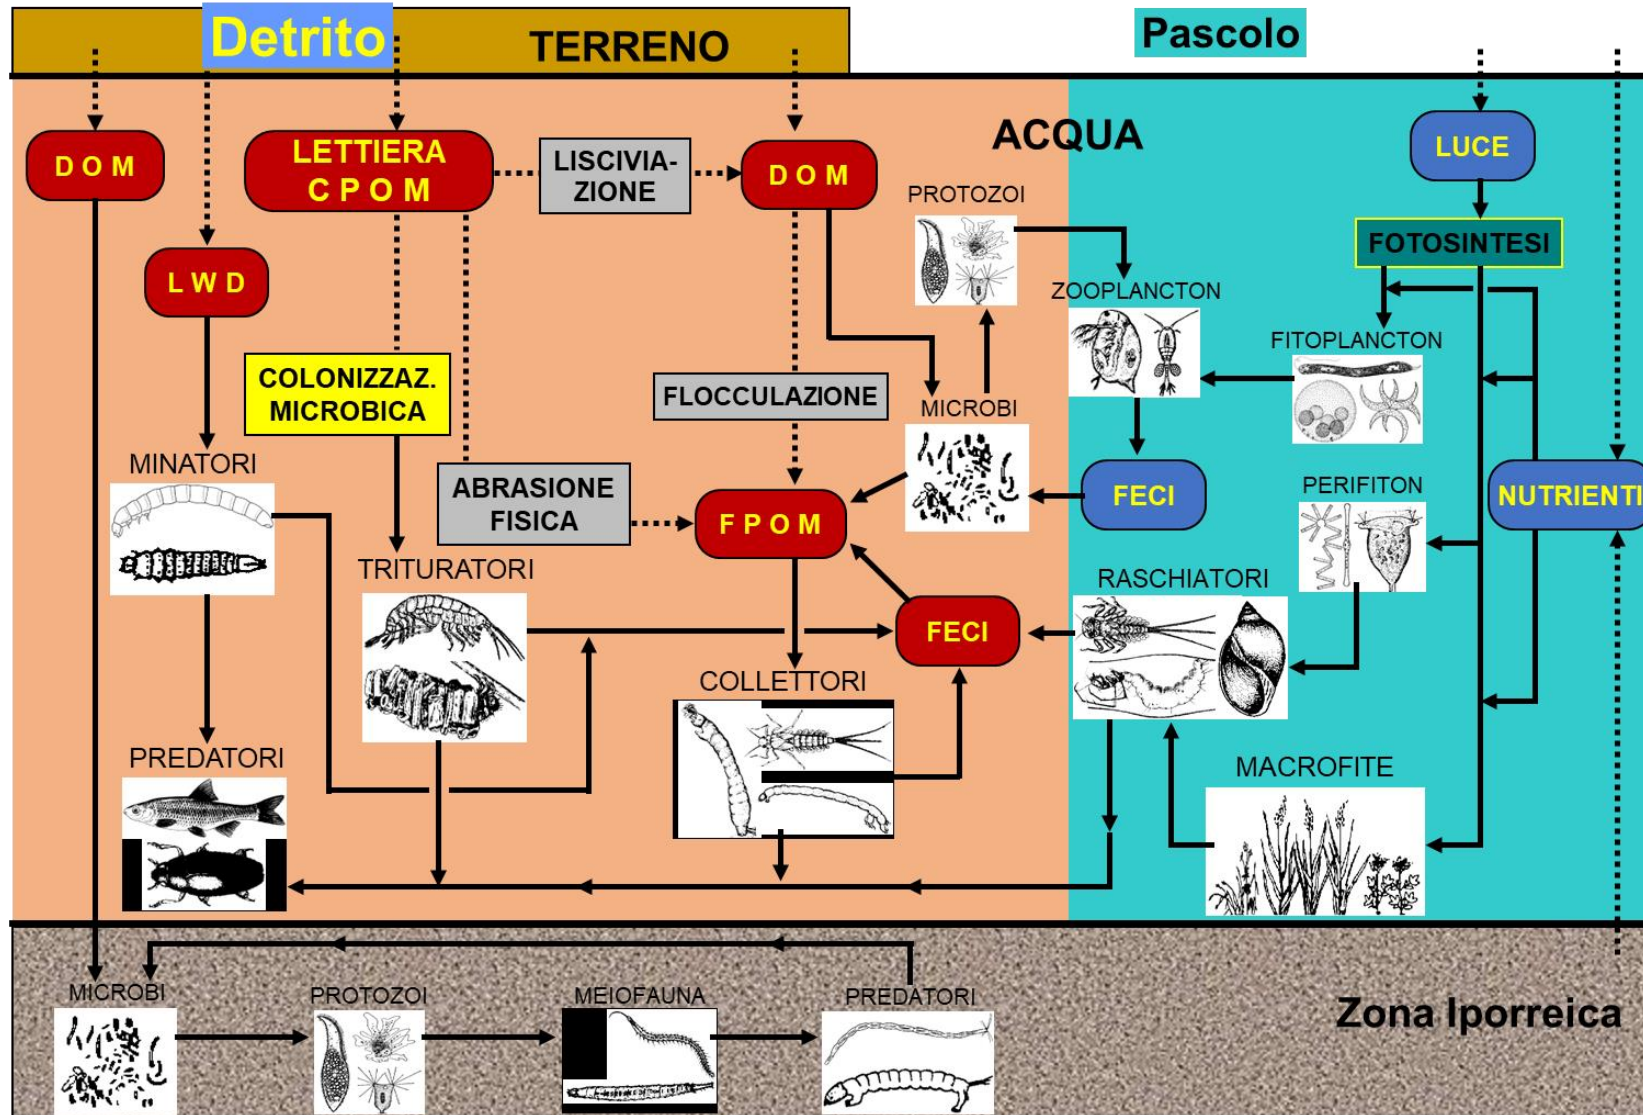 Detrito
TERRENO
Pascolo
ACQUA
D O M
LETTIERA
C P O M
LISCIVIA-
ZIONE
D O M
LUCE
PROTOZOI
FOTOSINTESI
L W D
ZOOPLANCTON
FITOPLANCTON
COLONIZZAZ.
MICROBICA
FLOCCULAZIONE
MICROBI
MINATORI
ABRASIONE
FISICA
F P O M
FECI
PERIFITON
NUTRIENTI
TRITURATORI
RASCHIATORI
FECI
COLLETTORI
PREDATORI
MACROFITE
MICROBI
PROTOZOI
MEIOFAUNA
PREDATORI
Zona Iporreica